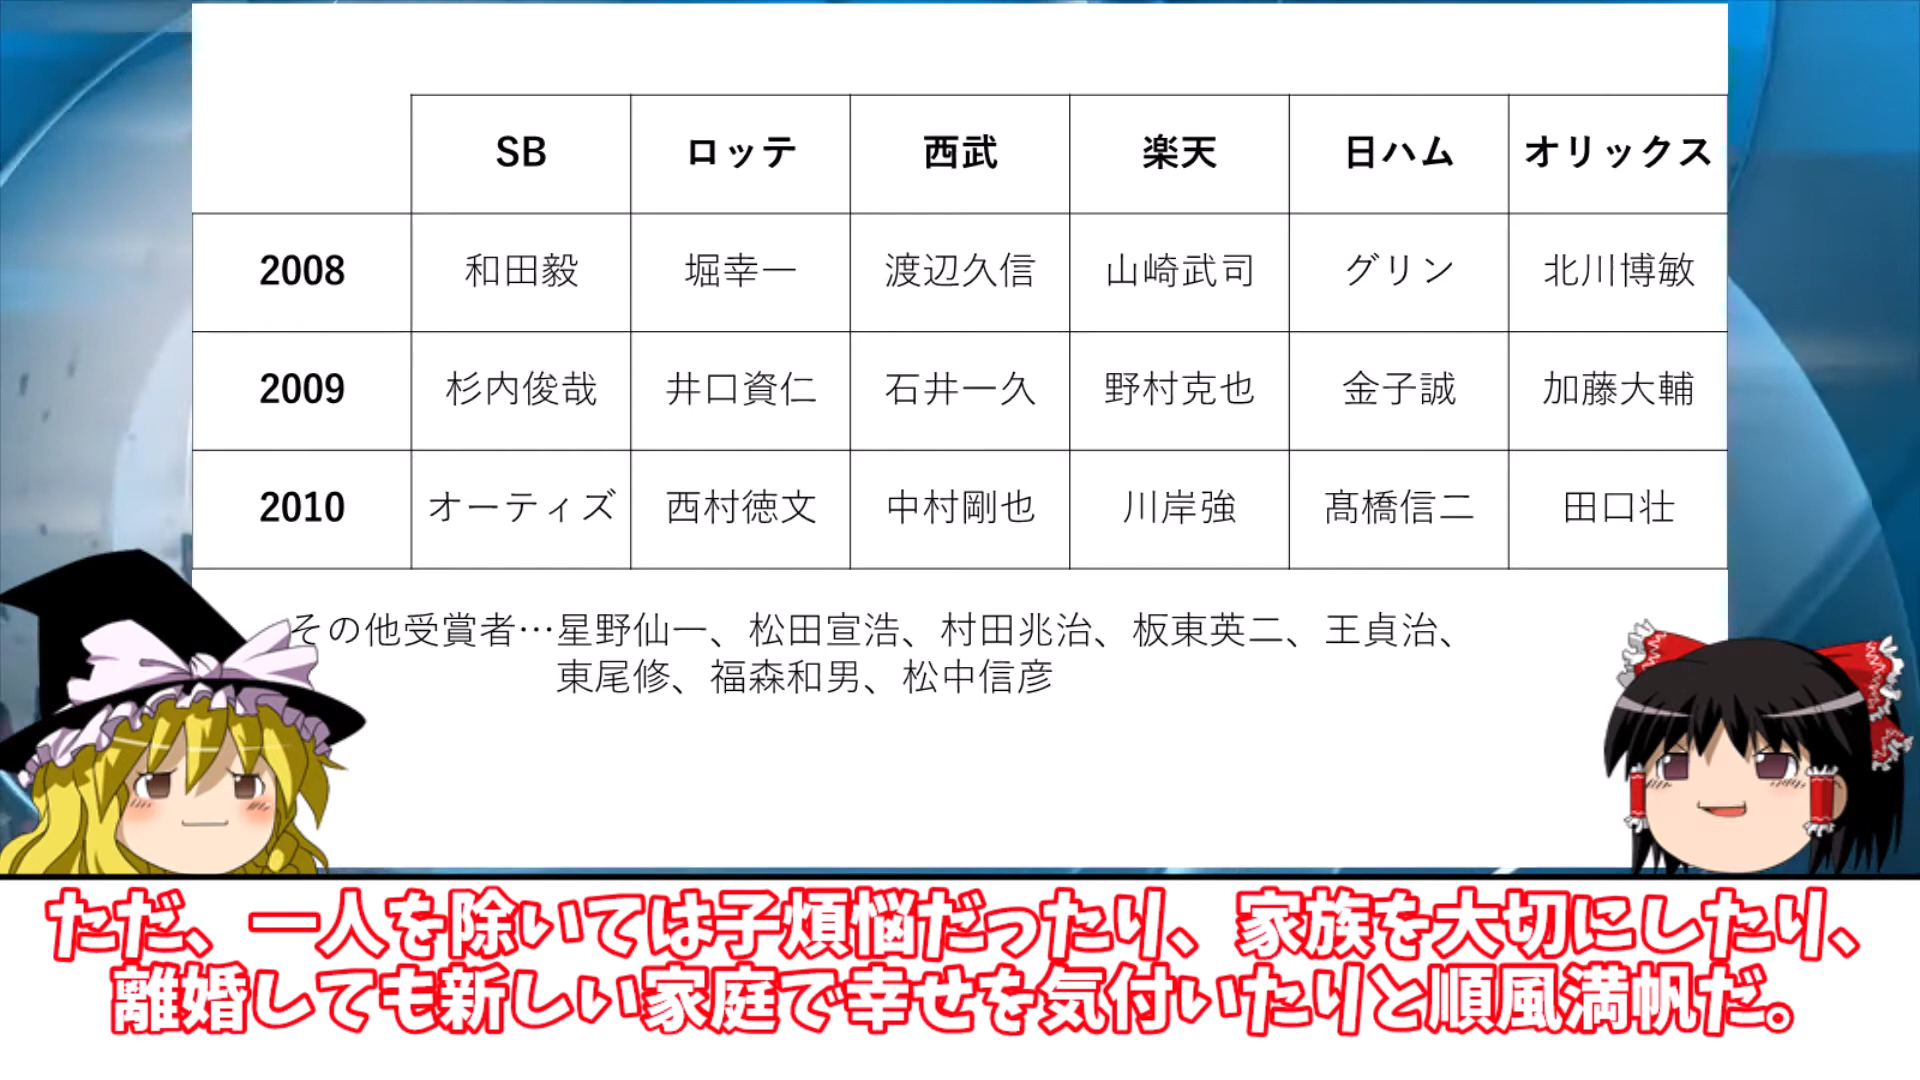 SB ロッテ 西武 楽天 日ハム オリックス
2008 和田毅 堀幸一 渡辺久信 山崎武司 グリン 北川博敏
2009 杉内俊哉 井口資仁 石井一久 野村克也 金子誠 加藤大輔
2010 オーティズ 西村徳文 中村剛也 川岸強 髙橋信二 田口壮
その他受賞者…星野仙一、松田宣浩、村田兆治、板東英二、王貞治、
東尾修、福森和男、松中信彦
ただ、一人を除いては子煩悩だったり、家族を大切にしたり、
離婚しても新しい家庭で幸せを気付いたりと順風満帆だ。